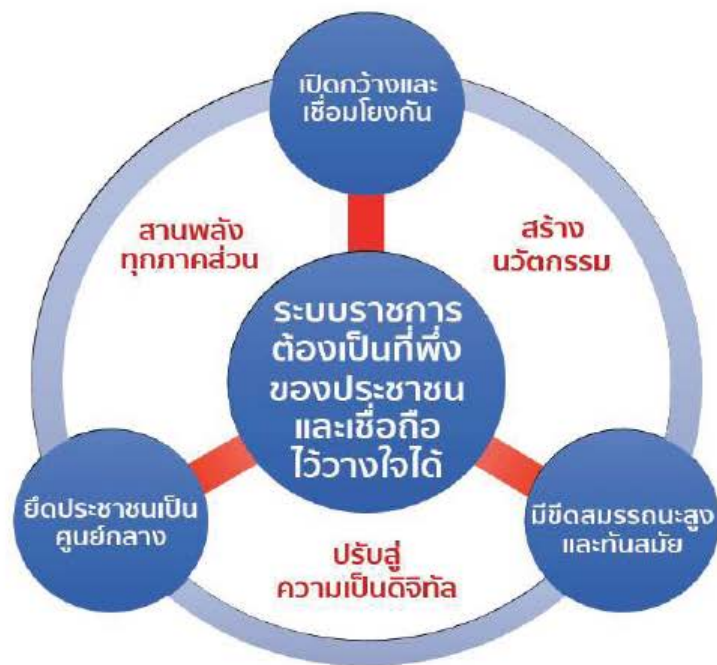 เปิดกว้างและ
เชื่อมโยงกัน
สานพลัง
ทุกภาคส่วน
สร้าง
นวัตกรรม
ระบบราชการ
ต้องเป็นที่พึ่ง
ของประชาชน
และเชื่อถือ
ไว้วางใจได้
ยึดประชาชนเป็น
ศูนย์กลาง
มีขีดสมรรถนะสูง
และทันสมัย
ปรับสู่
ความเป็นดิจิทัล